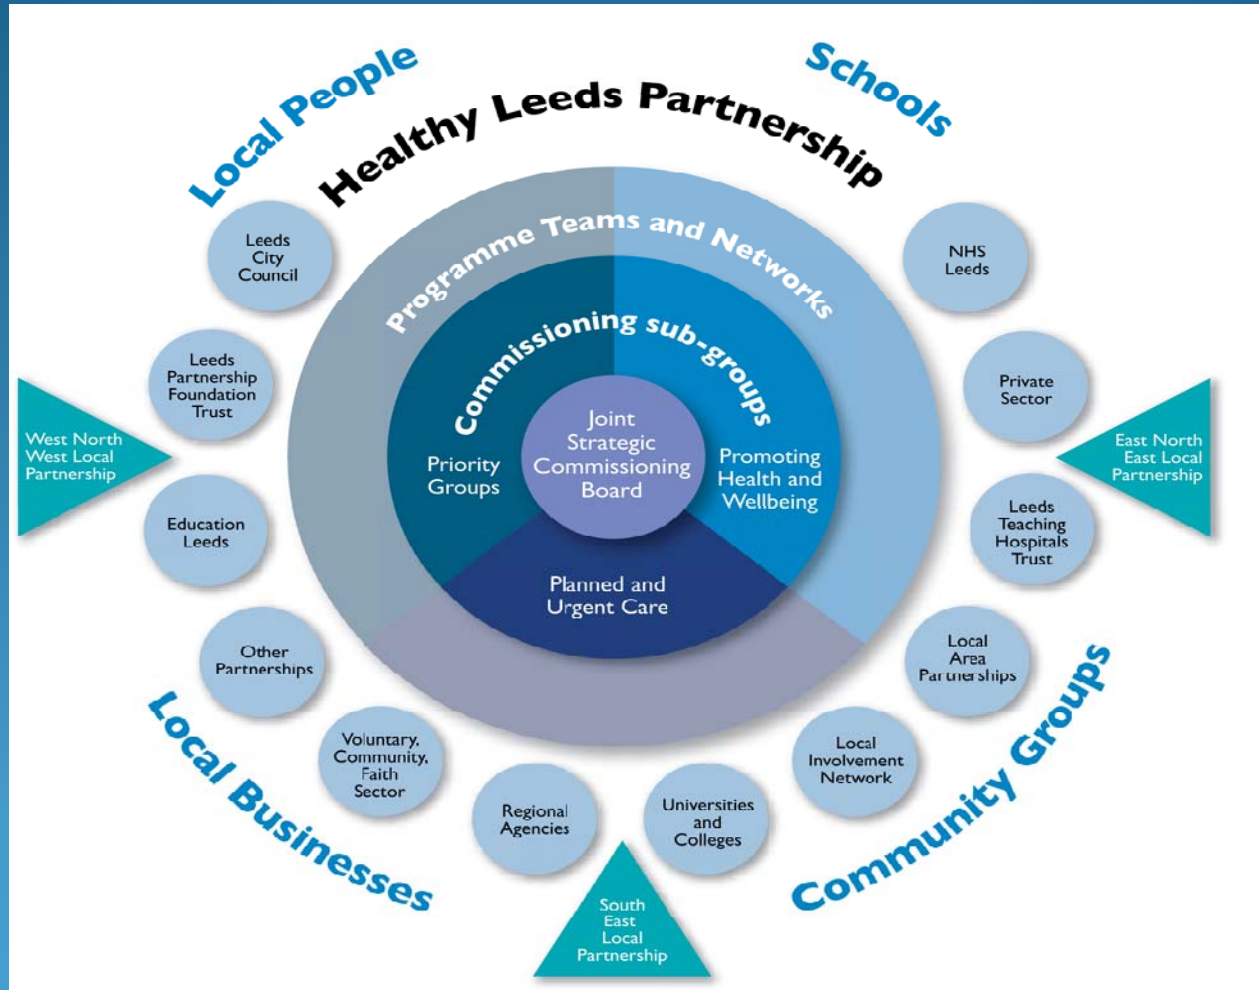 Local People
Schools
Healthy Leeds Partnership
Programme Teams and Networks
Commissioning sub-groups
Joint
Strategic
Commissioning
Board
Priority
Groups
Promoting
Health and
Wellbeing
Planned and
Urgent Care
Leeds
City
Council
Leeds
Partnership
Foundation
Trust
West North
West Local
Partnership
Education
Leeds
Other
Partnerships
Voluntary,
Community,
Faith
Sector
Regional
Agencies
Universities
and
Colleges
Local
Involvement
Network
Local
Area
Partnerships
Leeds
Teaching
Hospitals
Trust
East North
East Local
Partnership
Private
Sector
NHS
Leeds
South
East
Local
Partnership
Local Businesses
Community Groups